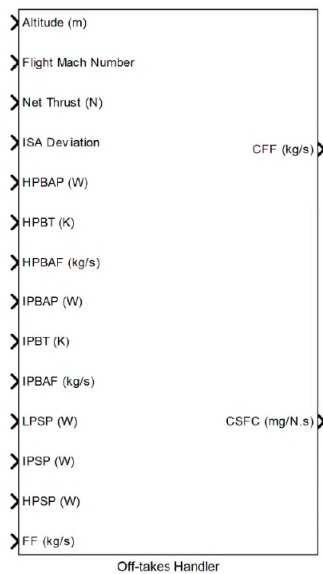 Altitude (m)
Flight Mach Number
Net Thrust (N)
ISA Deviation
CFF (kg/s)
HPBAP (W)
HPBT (K)
HPBAF (kg/s)
IPBAP (W)
IPBT (K)
IPBAF (kg/s)
LPSP (W)
CSFC (mg/N.s)
IPSP (W)
HPSP (W)
FF (kg/s)
Off-takes Handler